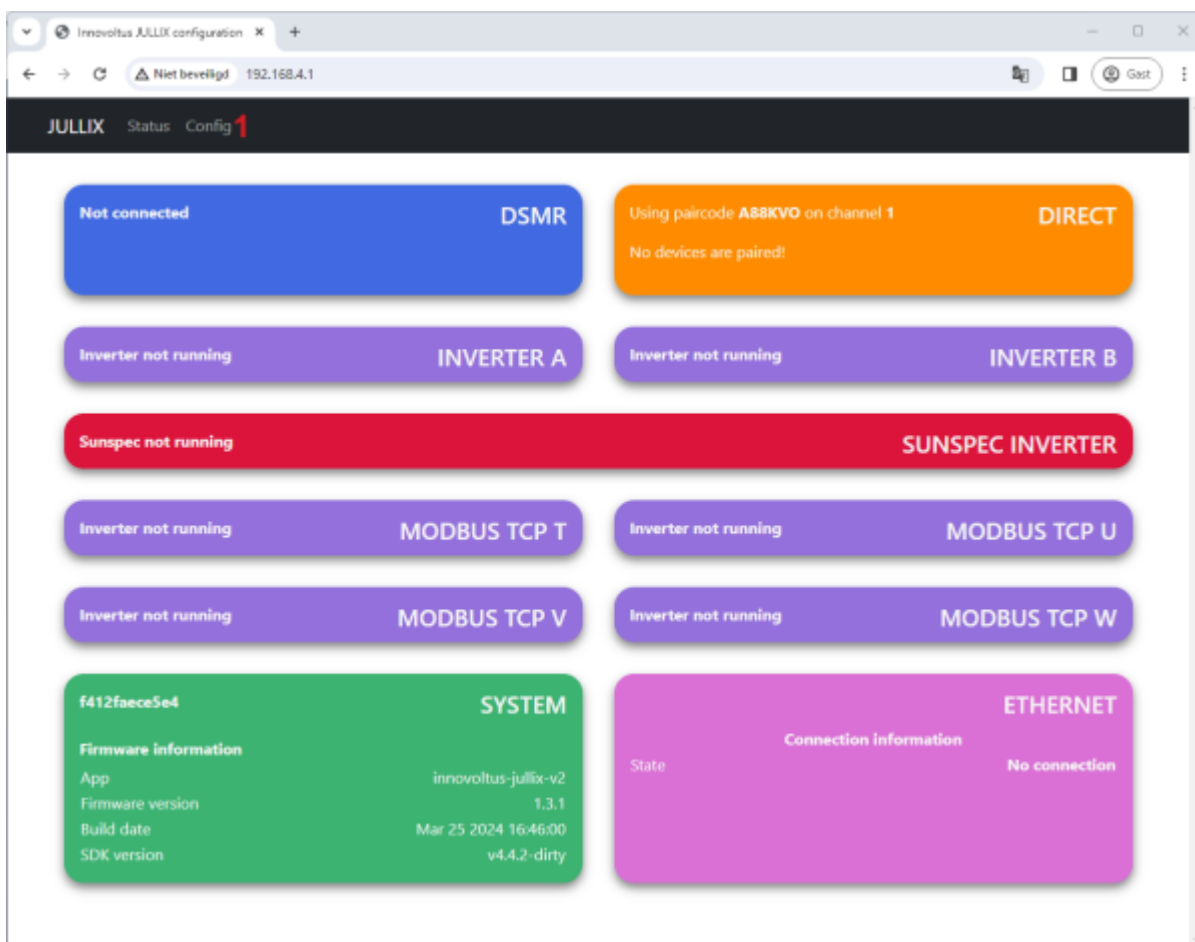 Innovoltus JULLIX configuration
Niet beveiligd 192.168.4.1 Gast
JULLIX Status Config 1
Not connected DSMR
Using paircode A88KVO on channel 1 DIRECT
No devices are paired!
Inverter not running INVERTER A
Inverter not running INVERTER B
Sunspec not running SUNSPEC INVERTER
Inverter not running MODBUS TCP T
Inverter not running MODBUS TCP U
Inverter not running MODBUS TCP V
Inverter not running MODBUS TCP W
f412faece5e4 SYSTEM
Firmware information
App innovoltus-jullix-v2
Firmware version 1.3.1
Build date Mar 25 2024 16:46:00
SDK version v4.4.2-dirty
ETHERNET
Connection information
State No connection